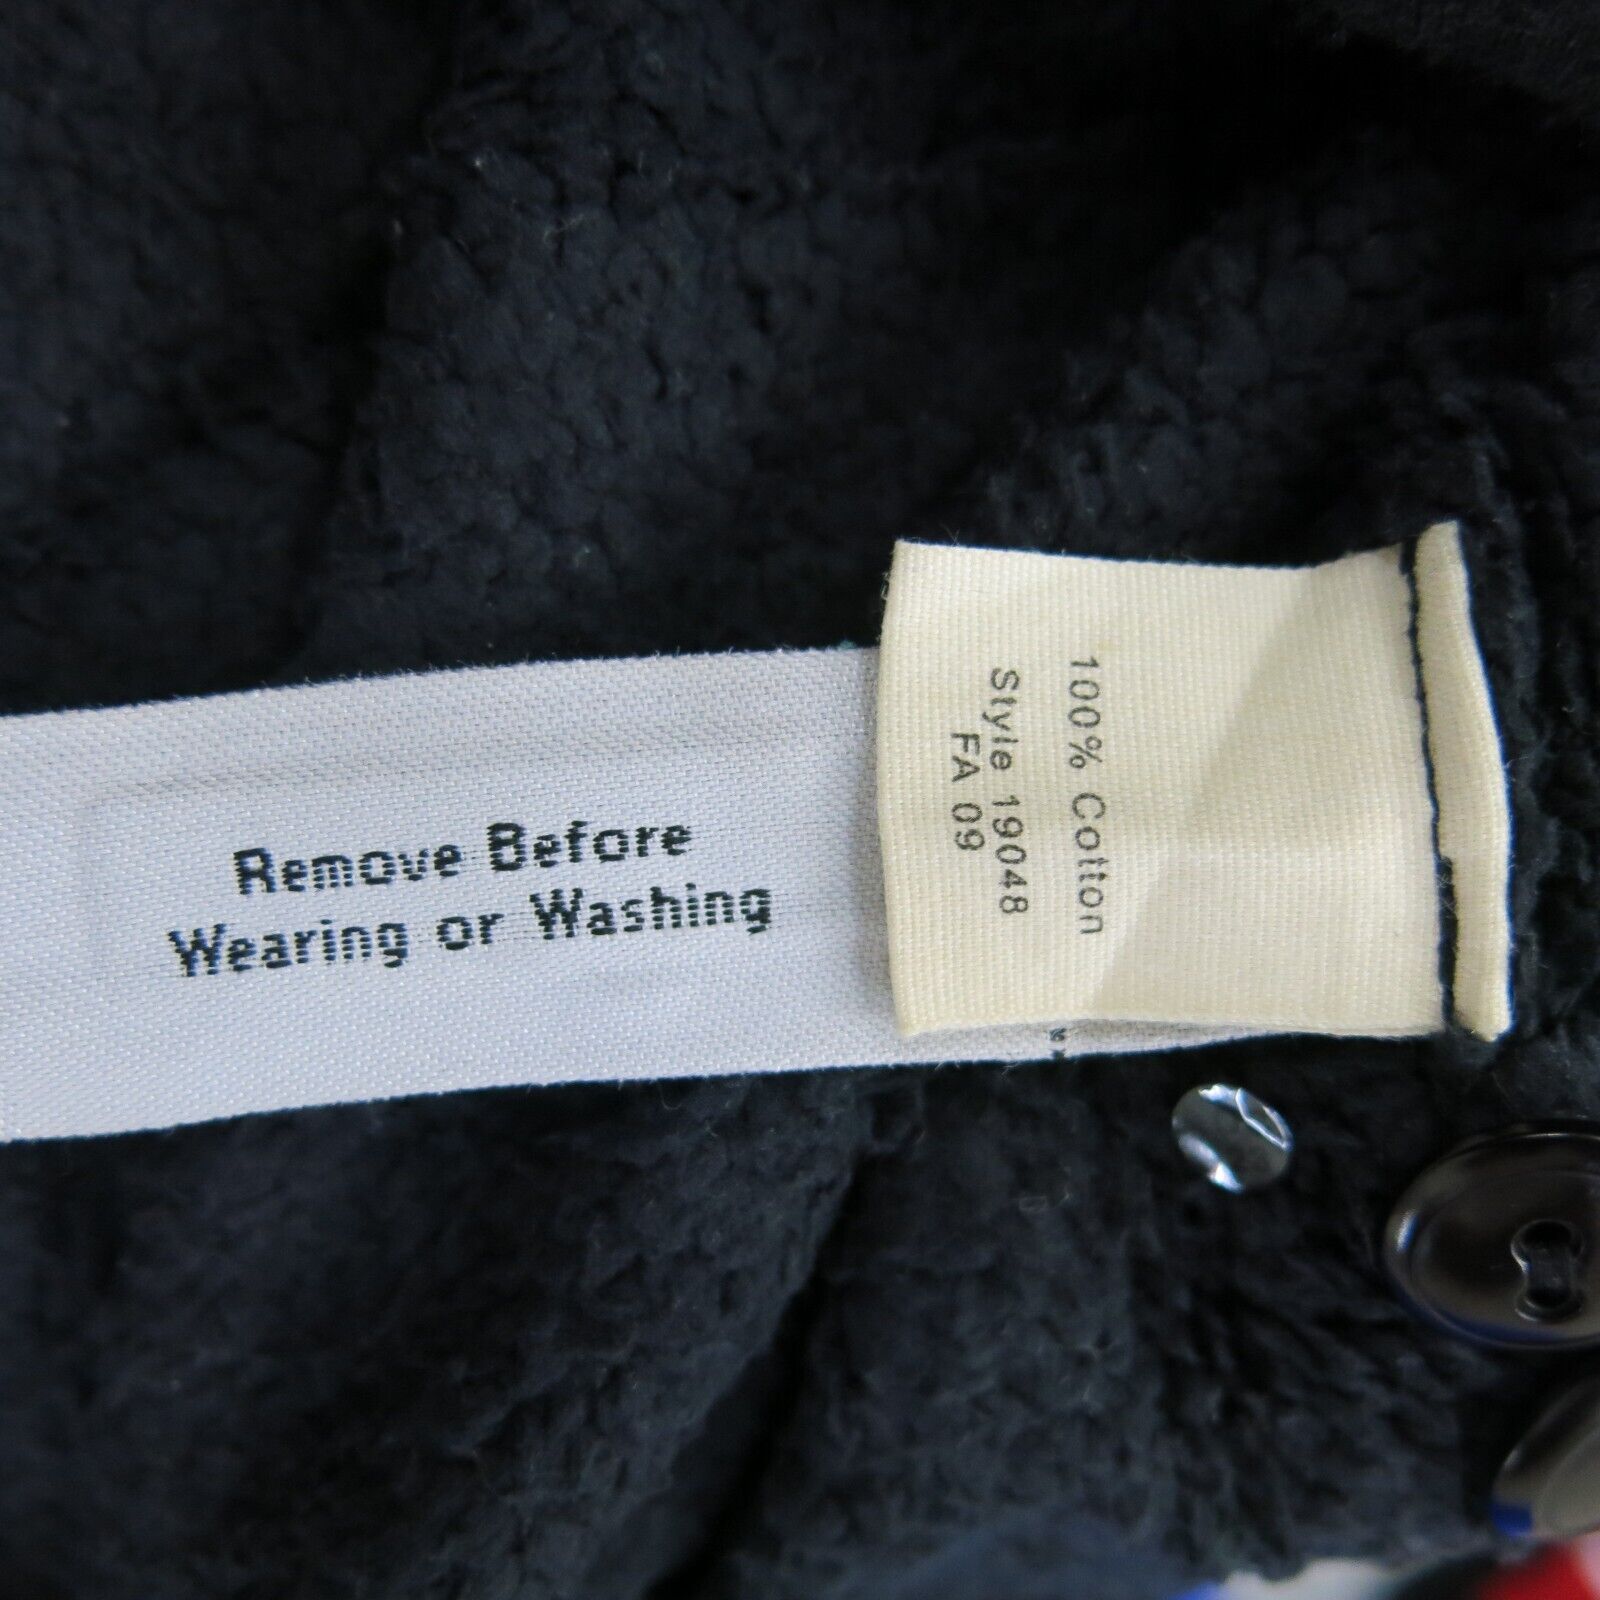 Remove Before
Wearing or Washing
100% Cotton
Style 19048
FA 09